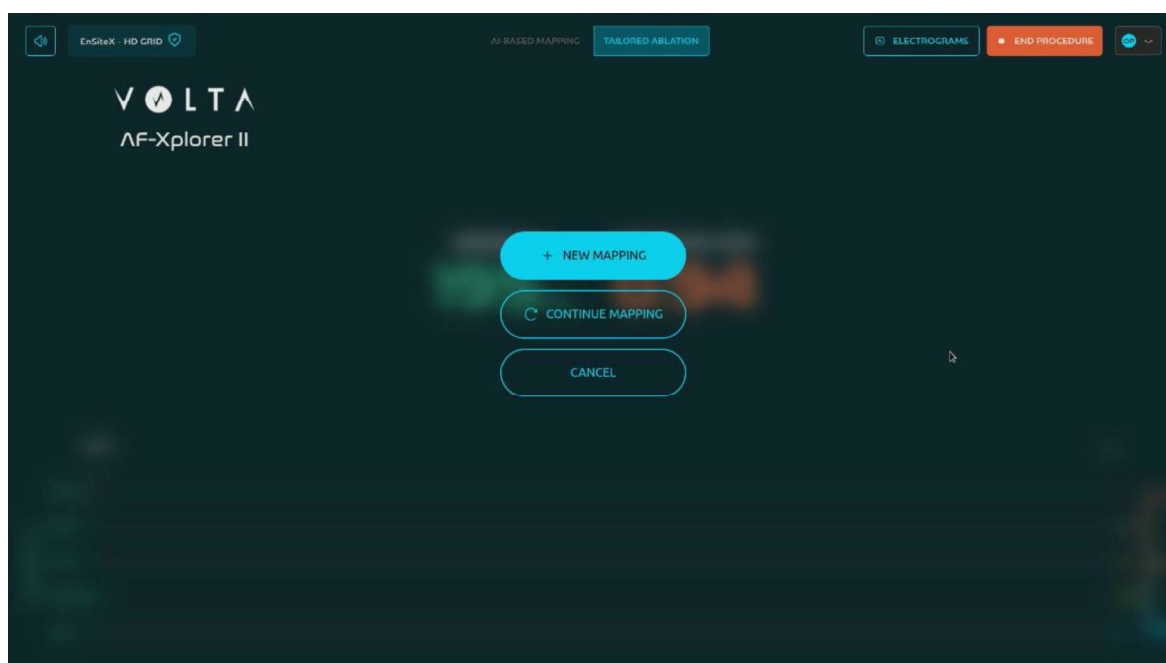 EnSiteX - HD GRID
AI-BASED MAPPING
TAILORED ABLATION
ELECTROGRAMS
END PROCEDURE
OP
VOLTA
AF-Xplorer II
+ NEW MAPPING
CONTINUE MAPPING
CANCEL